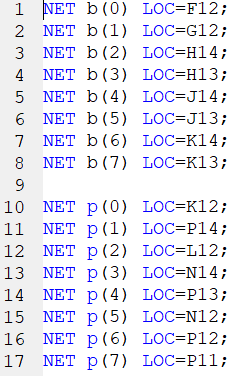 1 NET b(0) LOC=F12;
2 NET b(1) LOC=G12;
3 NET b(2) LOC=H14;
4 NET b(3) LOC=H13;
5 NET b(4) LOC=J14;
6 NET b(5) LOC=J13;
7 NET b(6) LOC=K14;
8 NET b(7) LOC=K13;
9
10 NET p(0) LOC=K12;
11 NET p(1) LOC=P14;
12 NET p(2) LOC=L12;
13 NET p(3) LOC=N14;
14 NET p(4) LOC=P13;
15 NET p(5) LOC=N12;
16 NET p(6) LOC=P12;
17 NET p(7) LOC=P11;